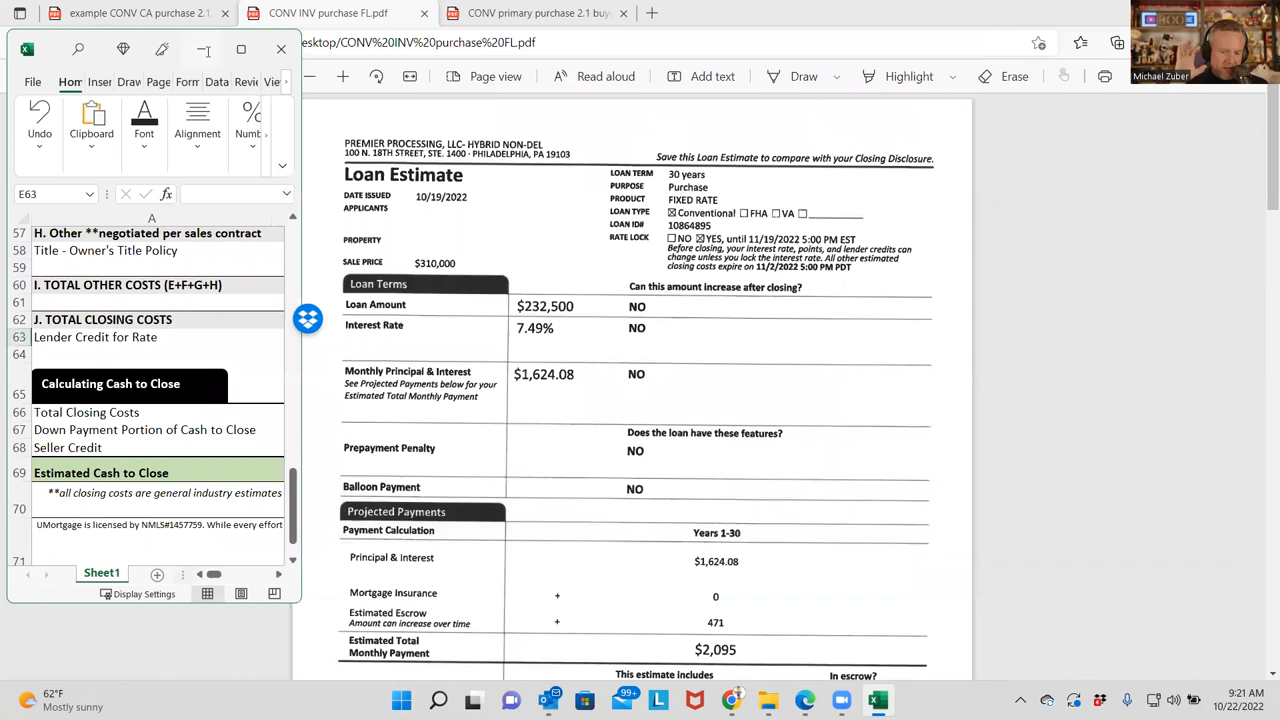 example CONV CA purchase 2.1.
CONV INV purchase FL.pdf
CONV primary purchase 2.1 buy
esktop/CONV%20INV%20purchase%20FL.pdf
Page view
Read aloud
Add text
Draw
Highlight
Erase
Michael Zuber
File Hom Inser Draw Page Form Data Revi Vie
Undo
Clipboard
Font
Alignment
Numb
E63
fx
A
57 H. Other **negotiated per sales contract
58 Title - Owner's Title Policy
59
60 I. TOTAL OTHER COSTS (E+F+G+H)
61
62 J. TOTAL CLOSING COSTS
63 Lender Credit for Rate
64
65 Calculating Cash to Close
66 Total Closing Costs
67 Down Payment Portion of Cash to Close
68 Seller Credit
69 Estimated Cash to Close
**all closing costs are general industry estimates
70
UMortgage is licensed by NMLS#1457759. While every effort
71
Sheet1
Display Settings
PREMIER PROCESSING, LLC- HYBRID NON-DEL
100 N. 18TH STREET, STE. 1400 · PHILADELPHIA, PA 19103
Save this Loan Estimate to compare with your Closing Disclosure.
Loan Estimate
DATE ISSUED 10/19/2022
APPLICANTS
PROPERTY
SALE PRICE $310,000
LOAN TERM 30 years
PURPOSE Purchase
PRODUCT FIXED RATE
LOAN TYPE ☒ Conventional ☐ FHA ☐ VA ☐
LOAN ID# 10864895
RATE LOCK ☐ NO ☒ YES, until 11/19/2022 5:00 PM EST
Before closing, your interest rate, points, and lender credits can
change unless you lock the interest rate. All other estimated
closing costs expire on 11/2/2022 5:00 PM PDT
Loan Terms
Can this amount increase after closing?
Loan Amount $232,500 NO
Interest Rate 7.49% NO
Monthly Principal & Interest $1,624.08 NO
See Projected Payments below for your
Estimated Total Monthly Payment
Does the loan have these features?
Prepayment Penalty NO
Balloon Payment NO
Projected Payments
Payment Calculation Years 1-30
Principal & Interest $1,624.08
Mortgage Insurance + 0
Estimated Escrow + 471
Amount can increase over time
Estimated Total
Monthly Payment $2,095
This estimate includes In escrow?
62°F
Mostly sunny
99+
9:21 AM
10/22/2022